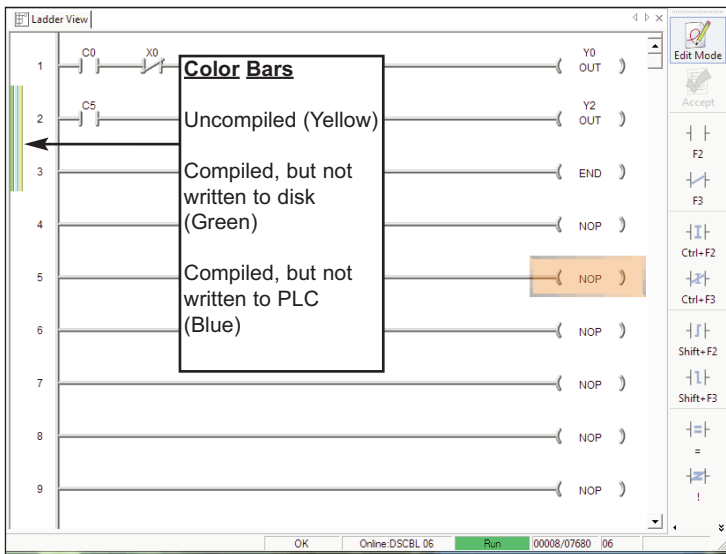 Ladder View
Edit Mode
Accept
F2
F3
Ctrl+F2
Ctrl+F3
Shift+F2
Shift+F3
=
!
1 C0 X0 Y0 OUT
2 C5 Y2 OUT
3 END
4 NOP
5 NOP
6 NOP
7 NOP
8 NOP
9 NOP
Color Bars
Uncompiled (Yellow)
Compiled, but not
written to disk
(Green)
Compiled, but not
written to PLC
(Blue)
OK Online:DSCBL 06 Run 00008/07680 06